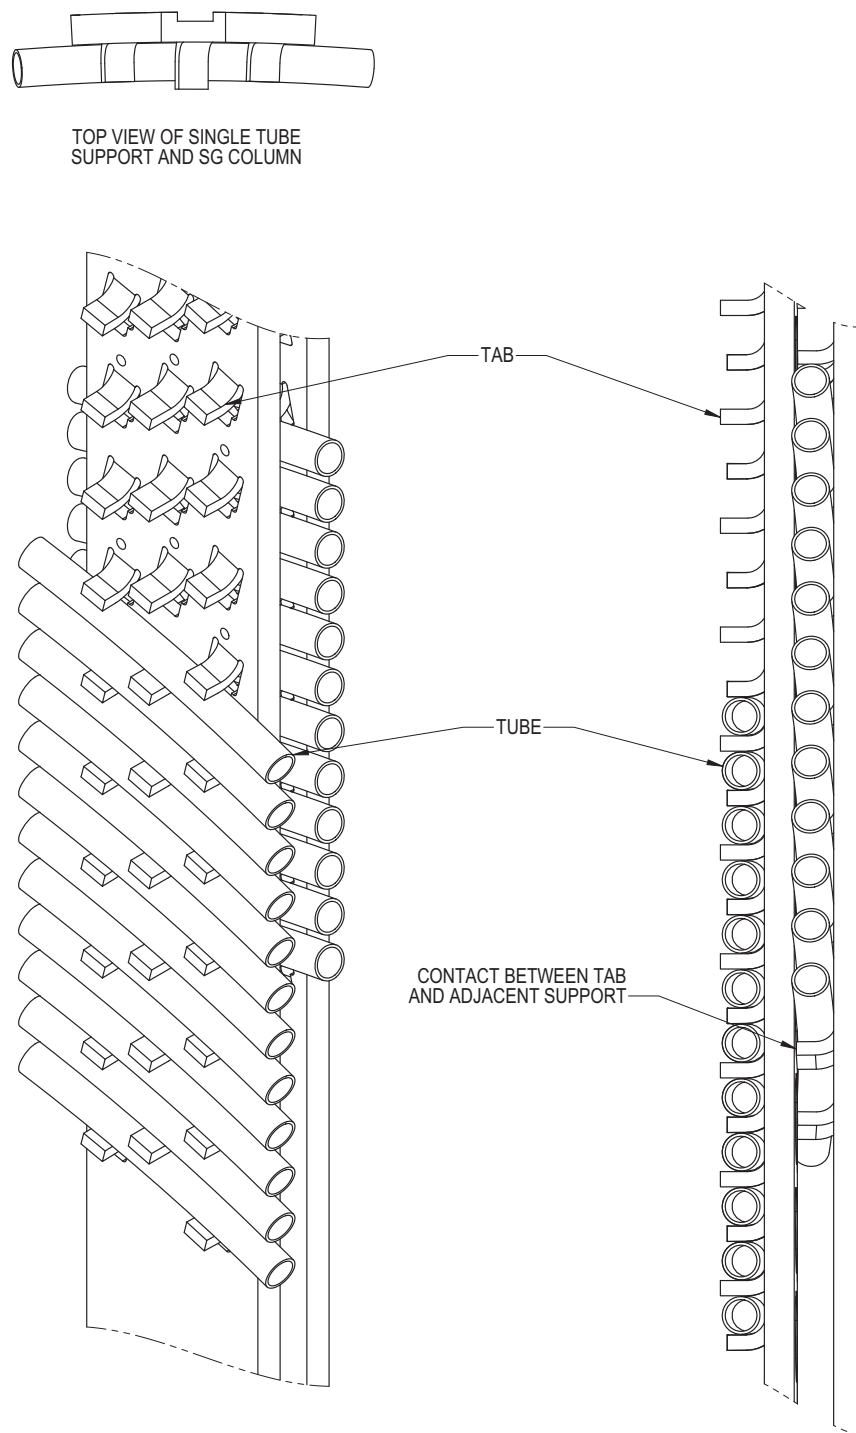 TOP VIEW OF SINGLE TUBE
SUPPORT AND SG COLUMN
TAB
TUBE
CONTACT BETWEEN TAB
AND ADJACENT SUPPORT